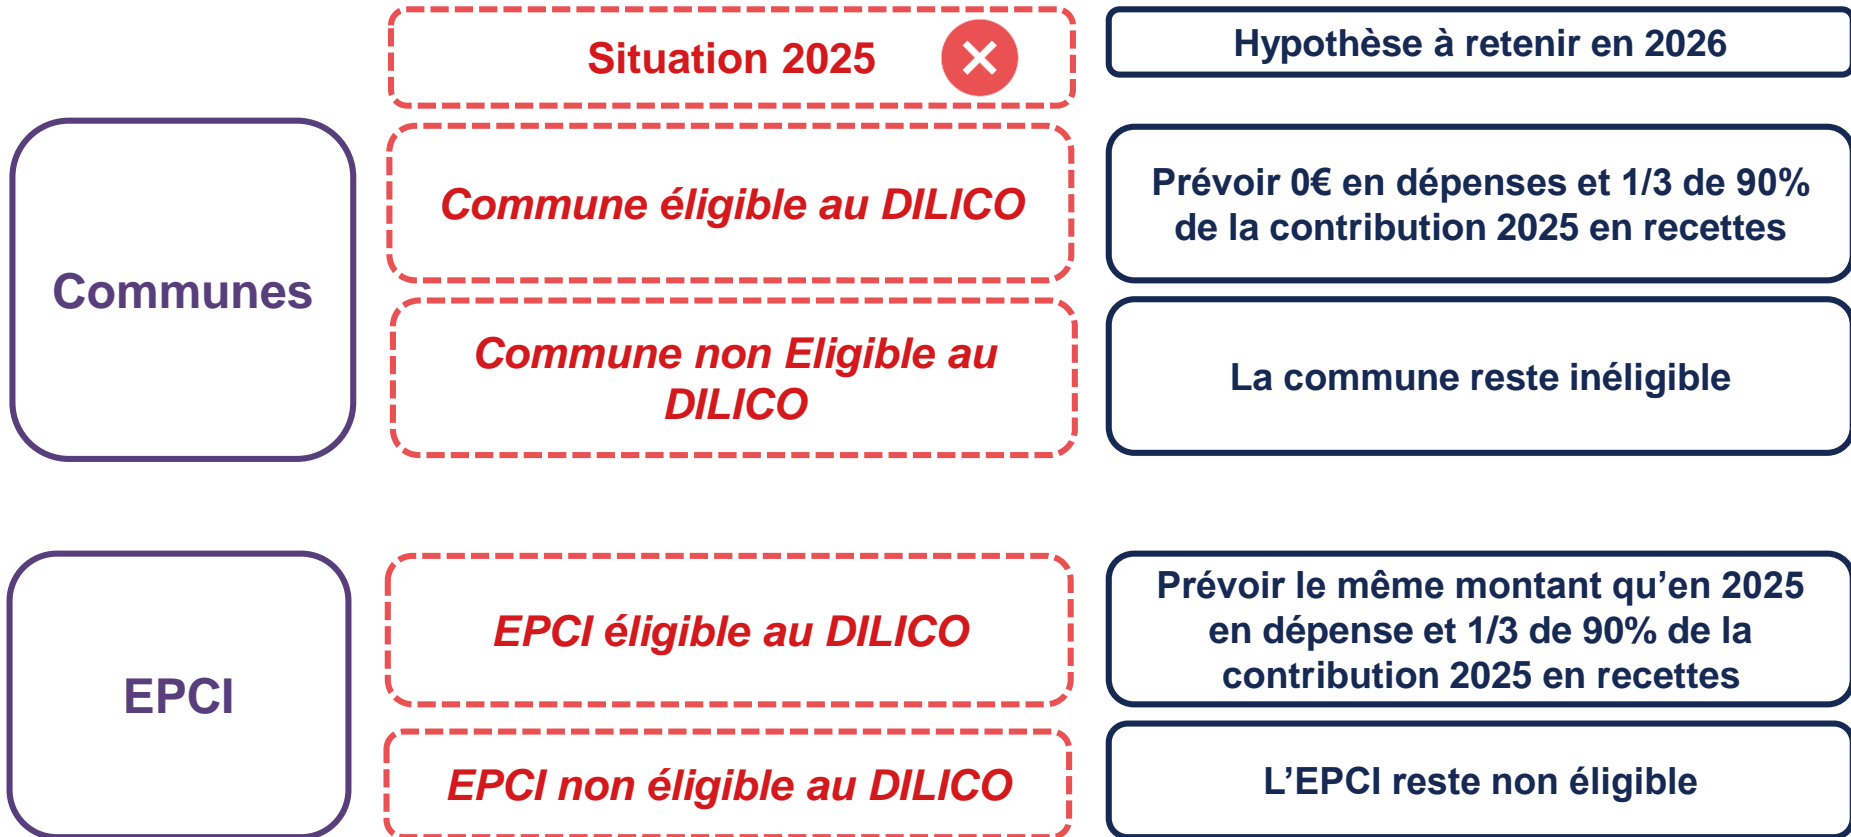 Situation 2025
Hypothèse à retenir en 2026
Communes
Commune éligible au DILICO
Prévoir 0€ en dépenses et 1/3 de 90%
de la contribution 2025 en recettes
Commune non Eligible au
DILICO
La commune reste inéligible
EPCI
EPCI éligible au DILICO
Prévoir le même montant qu’en 2025
en dépense et 1/3 de 90% de la
contribution 2025 en recettes
EPCI non éligible au DILICO
L’EPCI reste non éligible